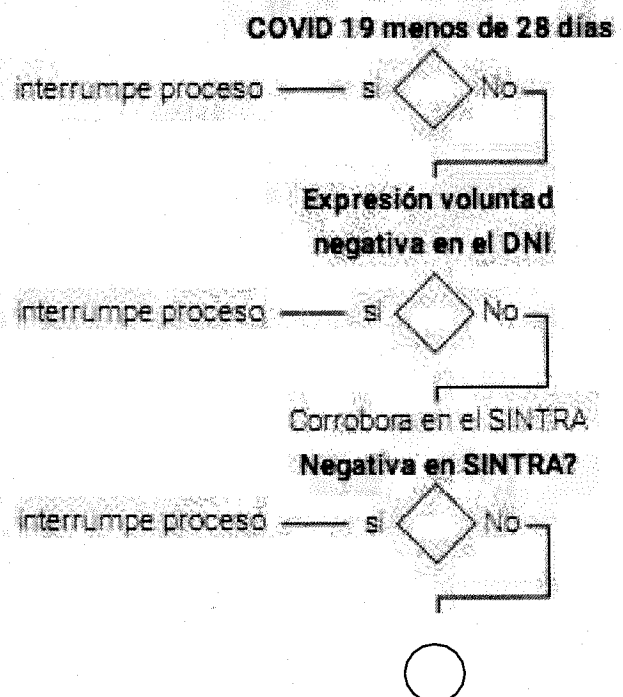 COVID 19 menos de 28 días
interrumpe proceso si No
Expresión voluntad
negativa en el DNI
interrumpe proceso si No
Corrobora en el SINTRA
Negativa en SINTRA?
interrumpe proceso si No